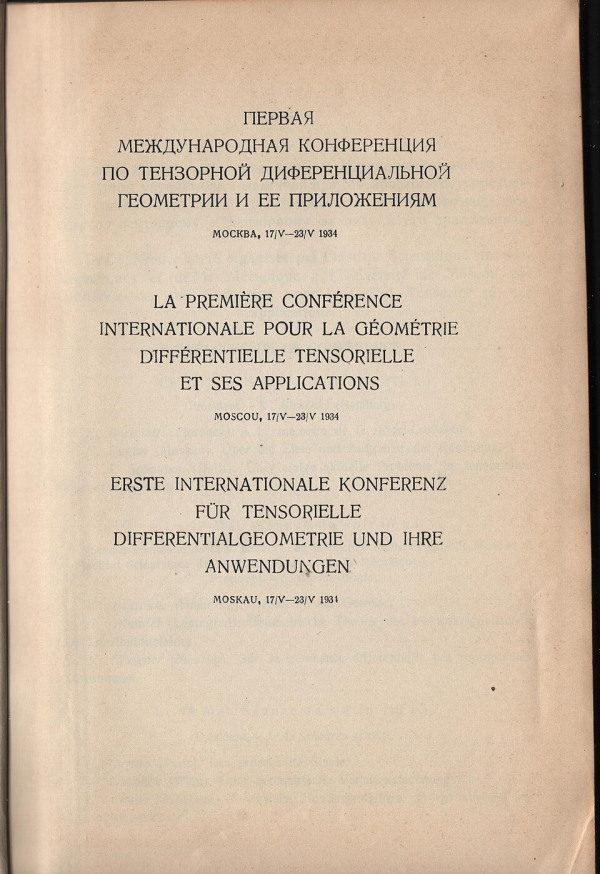 ПЕРВАЯ
МЕЖДУНАРОДНАЯ КОНФЕРЕНЦИЯ
ПО ТЕНЗОРНОЙ ДИФЕРЕНЦИАЛЬНОЙ
ГЕОМЕТРИИ И ЕЕ ПРИЛОЖЕНИЯМ
МОСКВА, 17/V—23/V 1934
LA PREMIÈRE CONFÉRENCE
INTERNATIONALE POUR LA GÉOMÉTRIE
DIFFÉRENTIELLE TENSORIELLE
ET SES APPLICATIONS
MOSCOU, 17/V—23/V 1934
ERSTE INTERNATIONALE KONFERENZ
FÜR TENSORIELLE
DIFFERENTIALGEOMETRIE UND IHRE
ANWENDUNGEN
MOSKAU, 17/V—23/V 1934